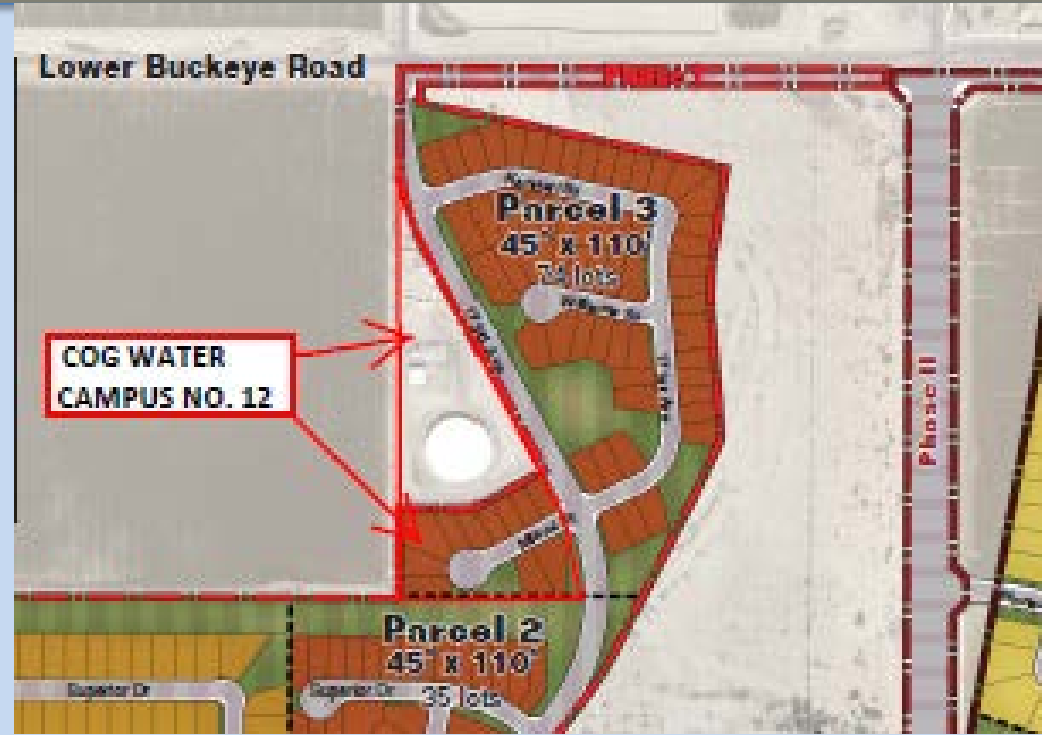 Lower Buckeye Road
Phase I
Parcel 3
45' x 110'
74 lots
COG WATER
CAMPUS NO. 12
Phase II
Parcel 2
45' x 110'
35 lots
Superior Dr
Superior Dr